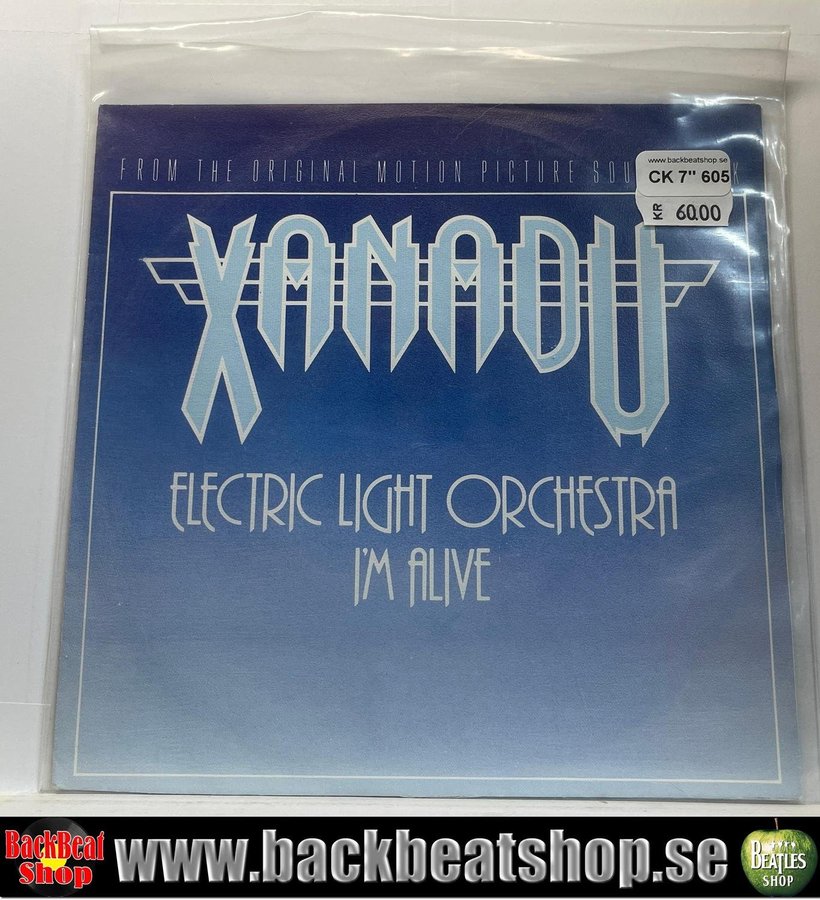 FROM THE ORIGINAL MOTION PICTURE
www.backbeatshop.se
CK 7" 605
KR 60.00
XANADU
ELECTRIC LIGHT ORCHESTRA
I'M ALIVE
BackBeat
Shop
www.backbeatshop.se
BEATLES
SHOP